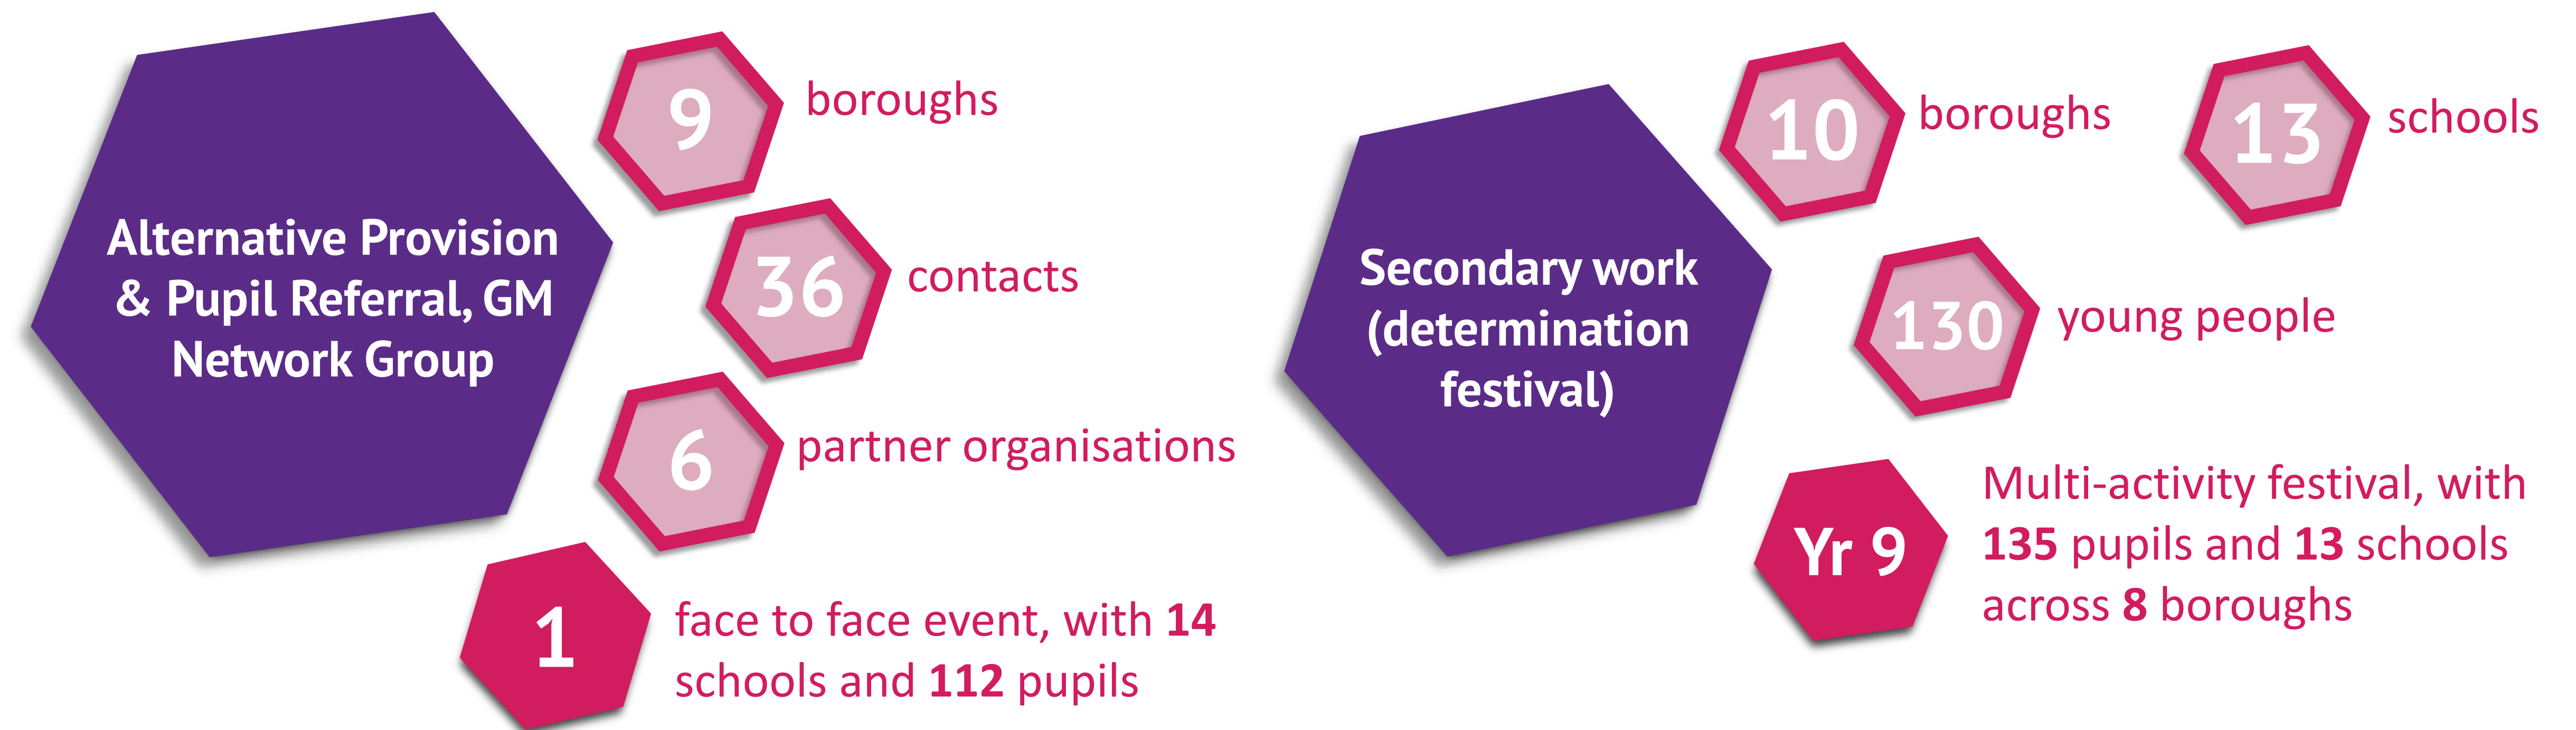 Alternative Provision
& Pupil Referral, GM
Network Group
9
boroughs
36
contacts
6
partner organisations
1
face to face event, with 14
schools and 112 pupils
Secondary work
(determination
festival)
10
boroughs
13
schools
130
young people
Yr 9
Multi-activity festival, with
135 pupils and 13 schools
across 8 boroughs